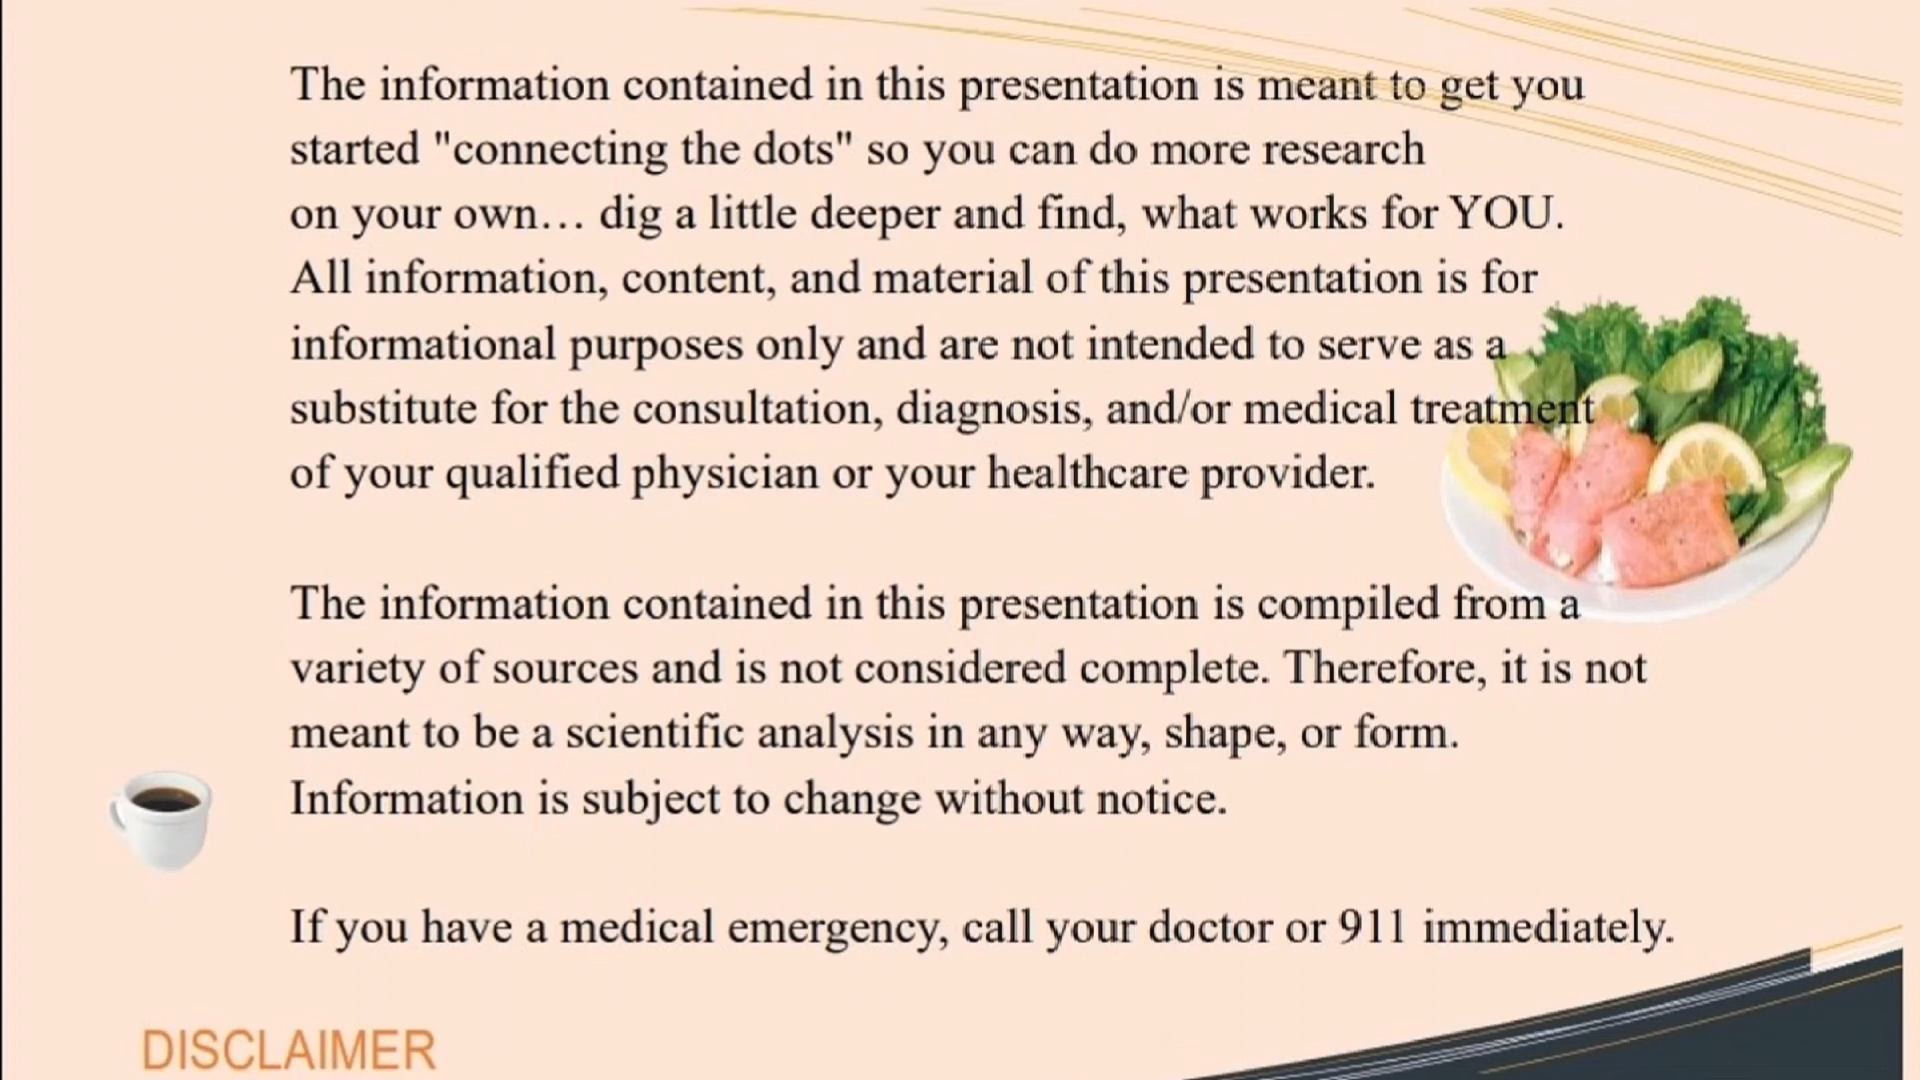 The information contained in this presentation is meant to get you
started "connecting the dots" so you can do more research
on your own… dig a little deeper and find, what works for YOU.
All information, content, and material of this presentation is for
informational purposes only and are not intended to serve as a
substitute for the consultation, diagnosis, and/or medical treatment
of your qualified physician or your healthcare provider.
The information contained in this presentation is compiled from a
variety of sources and is not considered complete. Therefore, it is not
meant to be a scientific analysis in any way, shape, or form.
Information is subject to change without notice.
If you have a medical emergency, call your doctor or 911 immediately.
DISCLAIMER